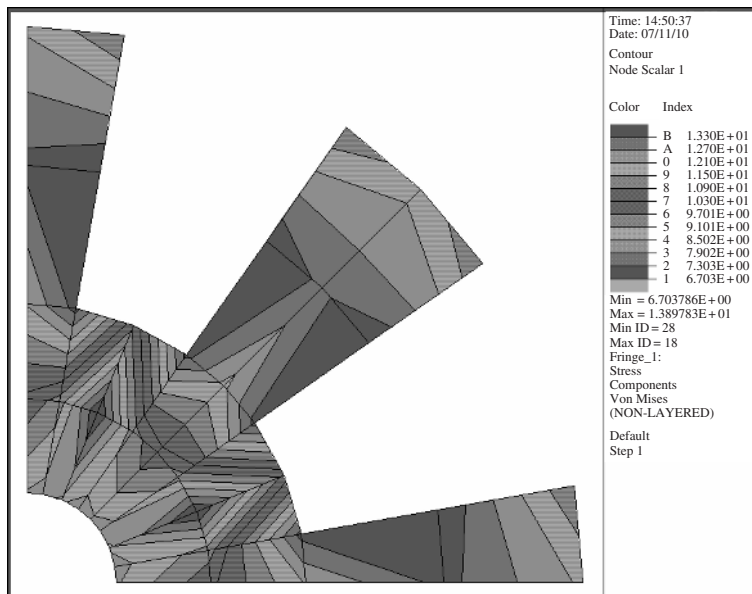 Time: 14:50:37
Date: 07/11/10
Contour
Node Scalar 1
Color Index
B 1.330E+01
A 1.270E+01
0 1.210E+01
9 1.150E+01
8 1.090E+01
7 1.030E+01
6 9.701E+00
5 9.101E+00
4 8.502E+00
3 7.902E+00
2 7.303E+00
1 6.703E+00
Min = 6.703786E+00
Max = 1.389783E+01
Min ID = 28
Max ID = 18
Fringe_1:
Stress
Components
Von Mises
(NON-LAYERED)
Default
Step 1